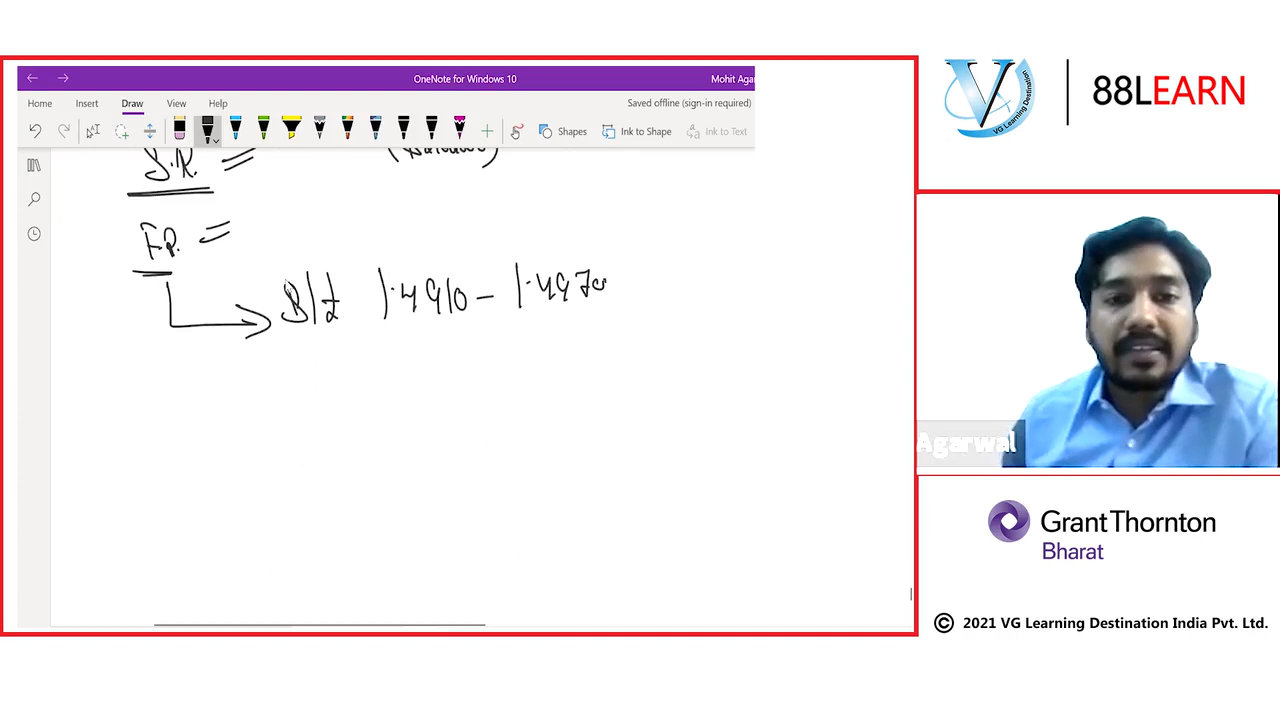 OneNote for Windows 10
Mohit Agar
Home Insert Draw View Help
Saved offline (sign-in required)
Shapes Ink to Shape Ink to Text
S.R. =
F.R. =
$/£ 1.4910 - 1.4970
V
VG Learning Destination
88LEARN
Agarwal
Grant Thornton
Bharat
© 2021 VG Learning Destination India Pvt. Ltd.